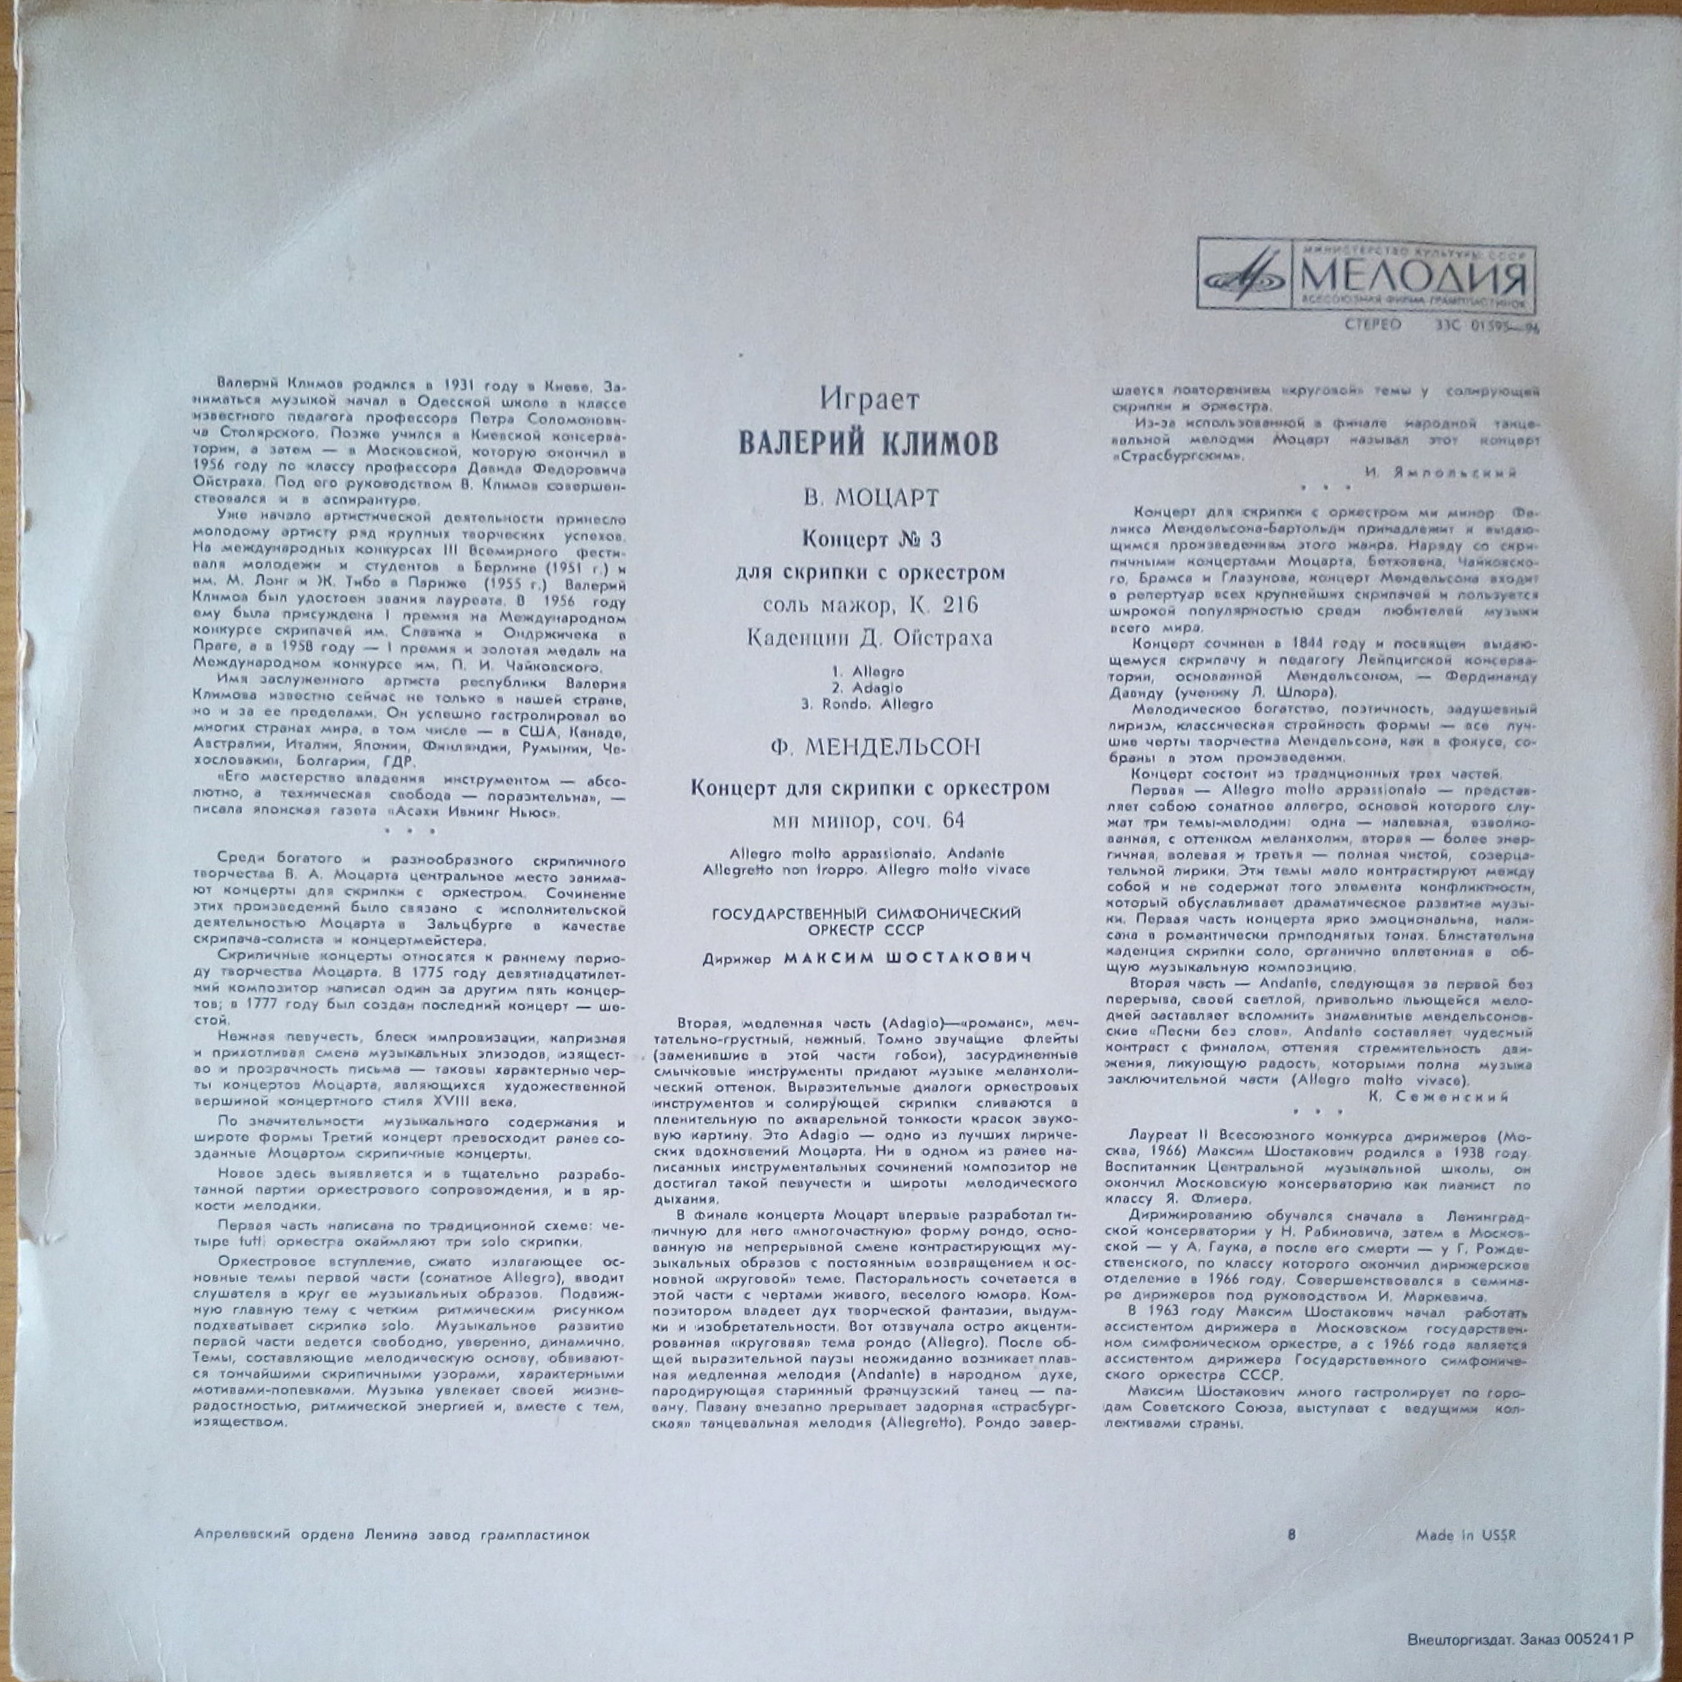 МИНИСТЕРСТВО КУЛЬТУРЫ СССР
МЕЛОДИЯ
ВСЕСОЮЗНАЯ ФИРМА ГРАМПЛАСТИНОК
СТЕРЕО 33С 01595—96
Валерий Климов родился в 1931 году в Киеве. За-
ниматься музыкой начал в Одесской школе в классе
известного педагога профессора Петра Соломонови-
ча Столярского. Позже учился в Киевской консерва-
тории, а затем — в Московской, которую окончил в
1956 году по классу профессора Давида Федоровича
Ойстраха. Под его руководством В. Климов совершен-
ствовался и в аспирантуре.
Уже начало артистической деятельности принесло
молодому артисту ряд крупных творческих успехов.
На международных конкурсах III Всемирного фести-
валя молодежи и студентов в Берлине (1951 г.) и
им. М. Лонг и Ж. Тибо в Париже (1955 г.) Валерий
Климов был удостоен звания лауреата. В 1956 году
ему была присуждена I премия на Международном
конкурсе скрипачей им. Славика и Ондржичека в
Праге, а в 1958 году — I премия и золотая медаль на
Международном конкурсе им. П. И. Чайковского.
Имя заслуженного артиста республики Валерия
Климова известно сейчас не только в нашей стране,
но и за ее пределами. Он успешно гастролировал во
многих странах мира, в том числе — в США, Канаде,
Австралии, Италии, Японии, Финляндии, Румынии, Че-
хословакии, Болгарии, ГДР.
«Его мастерство владения инструментом — абсо-
лютно, а техническая свобода — поразительна», —
писала японская газета «Асахи Ивнинг Ньюс».
* * *
Среди богатого и разнообразного скрипичного
творчества В. А. Моцарта центральное место занима-
ют концерты для скрипки с оркестром. Сочинение
этих произведений было связано с исполнительской
деятельностью Моцарта в Зальцбурге в качестве
скрипача-солиста и концертмейстера.
Скрипичные концерты относятся к раннему перио-
ду творчества Моцарта. В 1775 году девятнадцатилет-
ний композитор написал один за другим пять концер-
тов; в 1777 году был создан последний концерт — ше-
стой.
Нежная певучесть, блеск импровизации, капризная
и прихотливая смена музыкальных эпизодов, изящест-
во и прозрачность письма — таковы характерные чер-
ты концертов Моцарта, являющихся художественной
вершиной концертного стиля XVIII века.
По значительности музыкального содержания и
широте формы Третий концерт превосходит ранее со-
зданные Моцартом скрипичные концерты.
Новое здесь выявляется и в тщательно разрабо-
танной партии оркестрового сопровождения, и в яр-
кости мелодики.
Первая часть написана по традиционной схеме: че-
тыре tutti оркестра окаймляют три solo скрипки.
Оркестровое вступление, сжато излагающее ос-
новные темы первой части (сонатное Allegro), вводит
слушателя в круг ее музыкальных образов. Подвиж-
ную главную тему с четким ритмическим рисунком
подхватывает скрипка solo. Музыкальное развитие
первой части ведется свободно, уверенно, динамично.
Темы, составляющие мелодическую основу, обвивают-
ся тончайшими скрипичными узорами, характерными
мотивами-попевками. Музыка увлекает своей жизне-
радостностью, ритмической энергией и, вместе с тем,
изяществом.
Играет
ВАЛЕРИЙ КЛИМОВ
В. МОЦАРТ
Концерт № 3
для скрипки с оркестром
соль мажор, К. 216
Каденции Д. Ойстраха
1. Allegro
2. Adagio
3. Rondo. Allegro
Ф. МЕНДЕЛЬСОН
Концерт для скрипки с оркестром
ми минор, соч. 64
Allegro molto appassionato. Andante
Allegretto non troppo. Allegro molto vivace
ГОСУДАРСТВЕННЫЙ СИМФОНИЧЕСКИЙ
ОРКЕСТР СССР
Дирижер МАКСИМ ШОСТАКОВИЧ
Вторая, медленная часть (Adagio)—«романс», меч-
тательно-грустный, нежный. Томно звучащие флейты
(заменившие в этой части гобои), засурдиненные
смычковые инструменты придают музыке меланхоли-
ческий оттенок. Выразительные диалоги оркестровых
инструментов и солирующей скрипки сливаются в
пленительную по акварельной тонкости красок звуко-
вую картину. Это Adagio — одно из лучших лириче-
ских вдохновений Моцарта. Ни в одном из ранее на-
писанных инструментальных сочинений композитор не
достигал такой певучести и широты мелодического
дыхания.
В финале концерта Моцарт впервые разработал ти-
пичную для него «многочастную» форму рондо, осно-
ванную на непрерывной смене контрастирующих му-
зыкальных образов с постоянным возвращением к ос-
новной «круговой» теме. Пасторальность сочетается в
этой части с чертами живого, веселого юмора. Ком-
позитором владеет дух творческой фантазии, выдум-
ки и изобретательности. Вот отзвучала остро акценти-
рованная «круговая» тема рондо (Allegro). После об-
щей выразительной паузы неожиданно возникает плав-
ная медленная мелодия (Andante) в народном духе,
пародирующая старинный французский танец — па-
вану. Павану внезапно прерывает задорная «страсбург-
ская» танцевальная мелодия (Allegretto). Рондо завер-
шается повторением «круговой» темы у солирующей
скрипки и оркестра.
Из-за использованной в финале народной танце-
вальной мелодии Моцарт называл этот концерт
«Страсбургским».
И. Ямпольский
* * *
Концерт для скрипки с оркестром ми минор Фе-
ликса Мендельсона-Бартольди принадлежит к выдаю-
щимся произведениям этого жанра. Наряду со скри-
пичными концертами Моцарта, Бетховена, Чайковско-
го, Брамса и Глазунова, концерт Мендельсона входит
в репертуар всех крупнейших скрипачей и пользуется
широкой популярностью среди любителей музыки
всего мира.
Концерт сочинен в 1844 году и посвящен выдаю-
щемуся скрипачу и педагогу Лейпцигской консерва-
тории, основанной Мендельсоном, — Фердинанду
Давиду (ученику Л. Шпора).
Мелодическое богатство, поэтичность, задушевный
лиризм, классическая стройность формы — все луч-
шие черты творчества Мендельсона, как в фокусе, со-
браны в этом произведении.
Концерт состоит из традиционных трех частей.
Первая — Allegro molto appassionato — представ-
ляет собою сонатное аллегро, основой которого слу-
жат три темы-мелодии: одна — напевная, взволно-
ванная, с оттенком меланхолии, вторая — более энер-
гичная, волевая и третья — полная чистой, созерца-
тельной лирики. Эти темы мало контрастируют между
собой и не содержат того элемента конфликтности,
который обуславливает драматическое развитие музы-
ки. Первая часть концерта ярко эмоциональна, напи-
сана в романтически приподнятых тонах. Блистательна
каденция скрипки соло, органично вплетенная в об-
щую музыкальную композицию.
Вторая часть — Andante, следующая за первой без
перерыва, своей светлой, привольно льющейся мело-
дией заставляет вспомнить знаменитые мендельсонов-
ские «Песни без слов». Andante составляет чудесный
контраст с финалом, оттеняя стремительность дви-
жения, ликующую радость, которыми полна музыка
заключительной части (Allegro molto vivace).
К. Сеженский
* * *
Лауреат II Всесоюзного конкурса дирижеров (Мо-
сква, 1966) Максим Шостакович родился в 1938 году.
Воспитанник Центральной музыкальной школы, он
окончил Московскую консерваторию как пианист по
классу Я. Флиера.
Дирижированию обучался сначала в Ленинград-
ской консерватории у Н. Рабиновича, затем в Москов-
ской — у А. Гаука, а после его смерти — у Г. Рожде-
ственского, по классу которого окончил дирижерское
отделение в 1966 году. Совершенствовался в семина-
ре дирижеров под руководством И. Маркевича.
В 1963 году Максим Шостакович начал работать
ассистентом дирижера в Московском государствен-
ном симфоническом оркестре, а с 1966 года является
ассистентом дирижера Государственного симфониче-
ского оркестра СССР.
Максим Шостакович много гастролирует по горо-
дам Советского Союза, выступает с ведущими кол-
лективами страны.
Апрелевский ордена Ленина завод грампластинок
8
Made in USSR
Внешторгиздат. Заказ 005241 Р